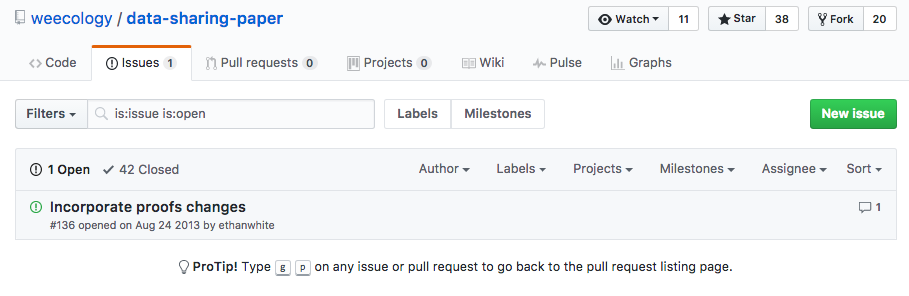 weecology / data-sharing-paper Watch 11 Star 38 Fork 20
Code Issues 1 Pull requests 0 Projects 0 Wiki Pulse Graphs
Filters is:issue is:open Labels Milestones New issue
1 Open 42 Closed Author Labels Projects Milestones Assignee Sort
Incorporate proofs changes 1
#136 opened on Aug 24 2013 by ethanwhite
ProTip! Type g p on any issue or pull request to go back to the pull request listing page.